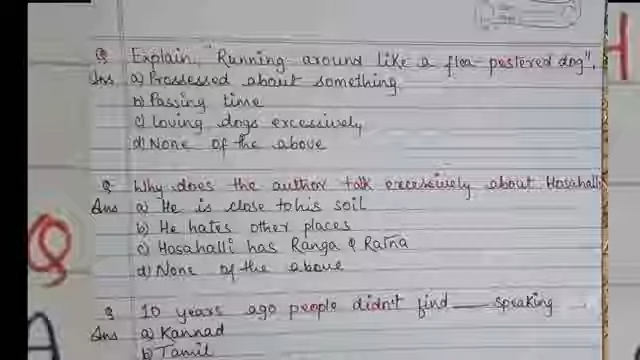 Q Explain "Running around like a flea-pestered dog".
Ans a) Prossessed about something
b) Passing time
c) Loving dogs excessively
d) None of the above
Q Why does the author talk excessively about Hosahalli
Ans a) He is close to his soil
b) He hates other places
c) Hosahalli has Ranga & Ratna
d) None of the above
Q 10 years ago people didn't find ___ speaking
Ans a) Kannad
b) Tamil
H
Q
A